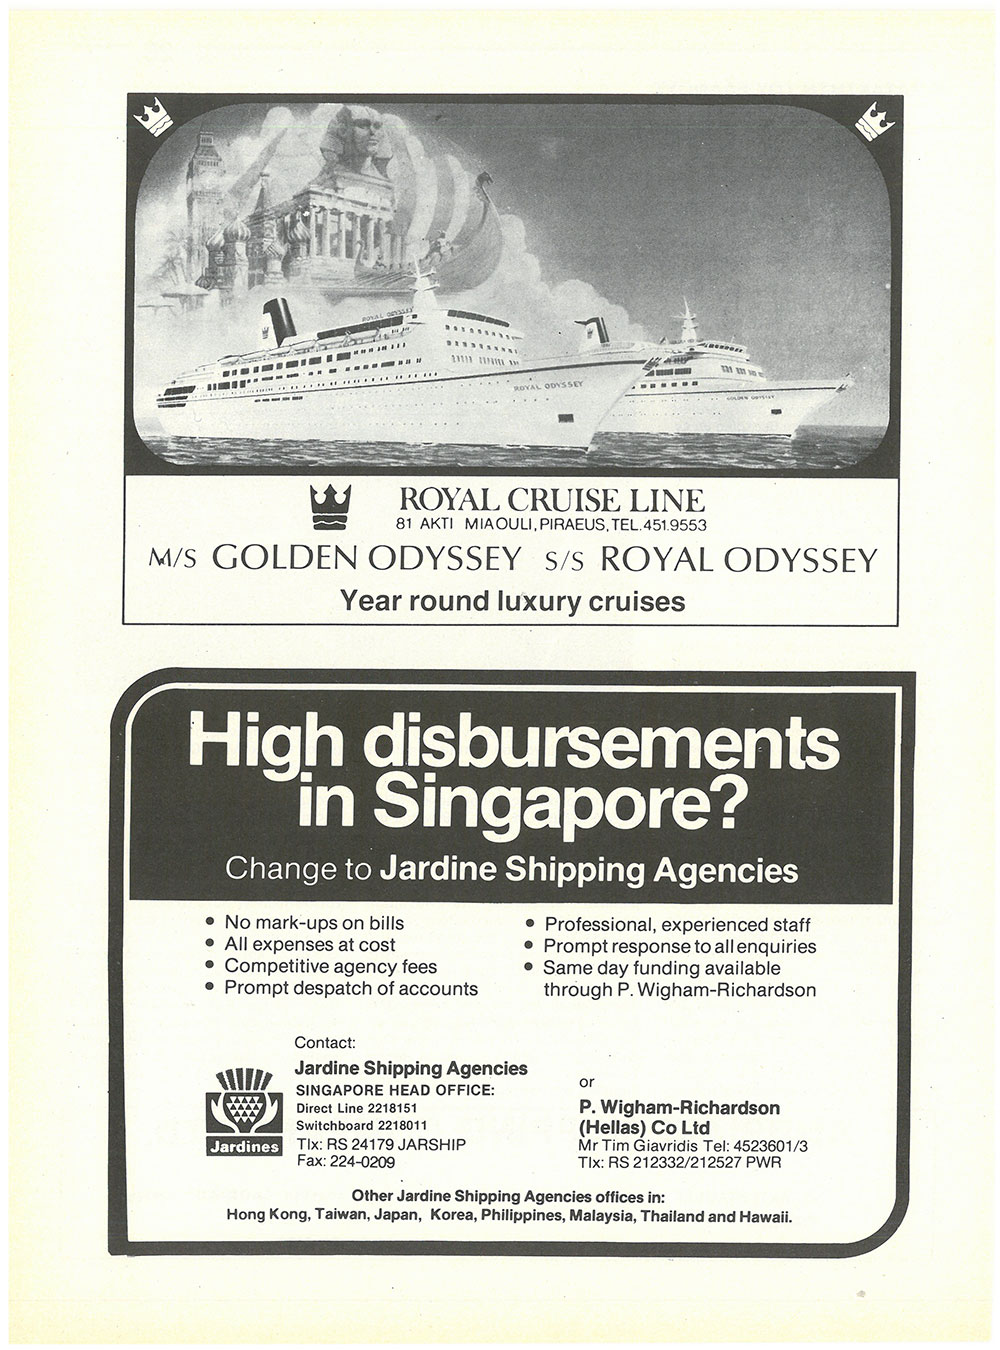 ROYAL ODYSSEY
ROYAL ODYSSEY
GOLDEN ODYSSEY
ROYAL CRUISE LINE
81 AKTI MIAOULI, PIRAEUS, TEL. 451.9553
M/S GOLDEN ODYSSEY S/S ROYAL ODYSSEY
Year round luxury cruises
High disbursements
in Singapore?
Change to Jardine Shipping Agencies
• No mark-ups on bills
• All expenses at cost
• Competitive agency fees
• Prompt despatch of accounts
• Professional, experienced staff
• Prompt response to all enquiries
• Same day funding available
through P. Wigham-Richardson
Contact:
Jardine Shipping Agencies
SINGAPORE HEAD OFFICE:
Direct Line 2218151
Switchboard 2218011
Tlx: RS 24179 JARSHIP
Fax: 224-0209
Jardines
or
P. Wigham-Richardson
(Hellas) Co Ltd
Mr Tim Giavridis Tel: 4523601/3
Tlx: RS 212332/212527 PWR
Other Jardine Shipping Agencies offices in:
Hong Kong, Taiwan, Japan, Korea, Philippines, Malaysia, Thailand and Hawaii.